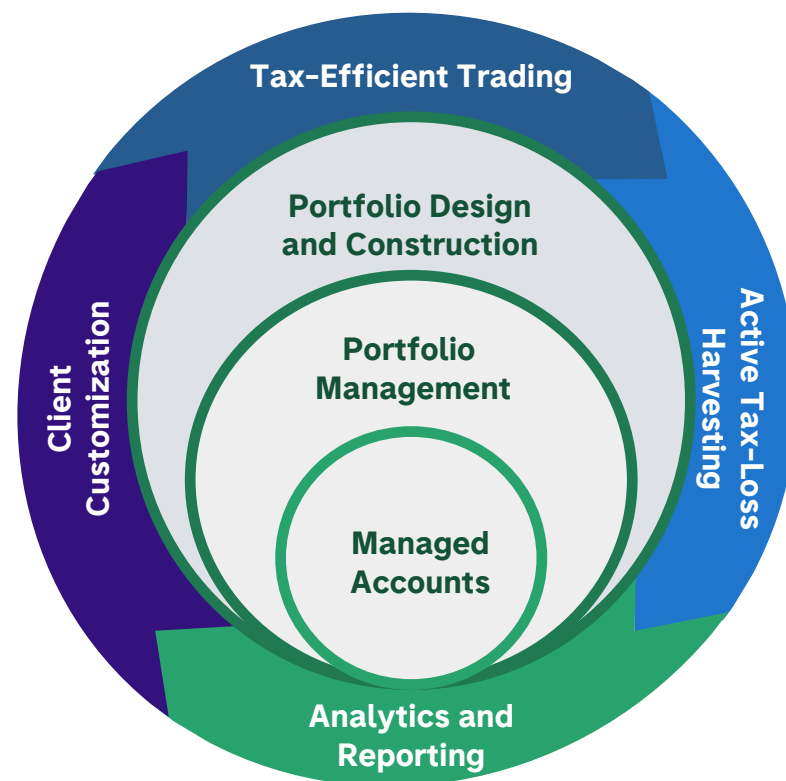 Tax-Efficient Trading
Portfolio Design
and Construction
Portfolio
Management
Managed
Accounts
Client
Customization
Active Tax-Loss
Harvesting
Analytics and
Reporting